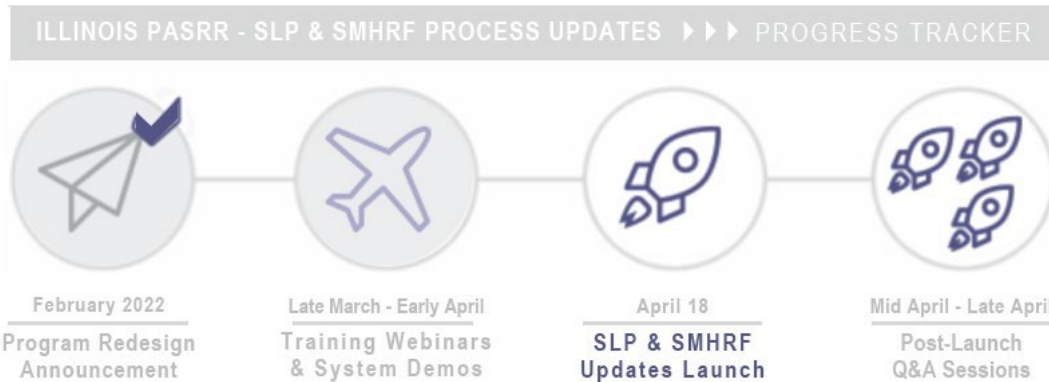 ILLINOIS PASRR - SLP & SMHRF PROCESS UPDATES PROGRESS TRACKER
February 2022
Program Redesign
Announcement
Late March - Early April
Training Webinars
& System Demos
April 18
SLP & SMHRF
Updates Launch
Mid April - Late April
Post-Launch
Q&A Sessions